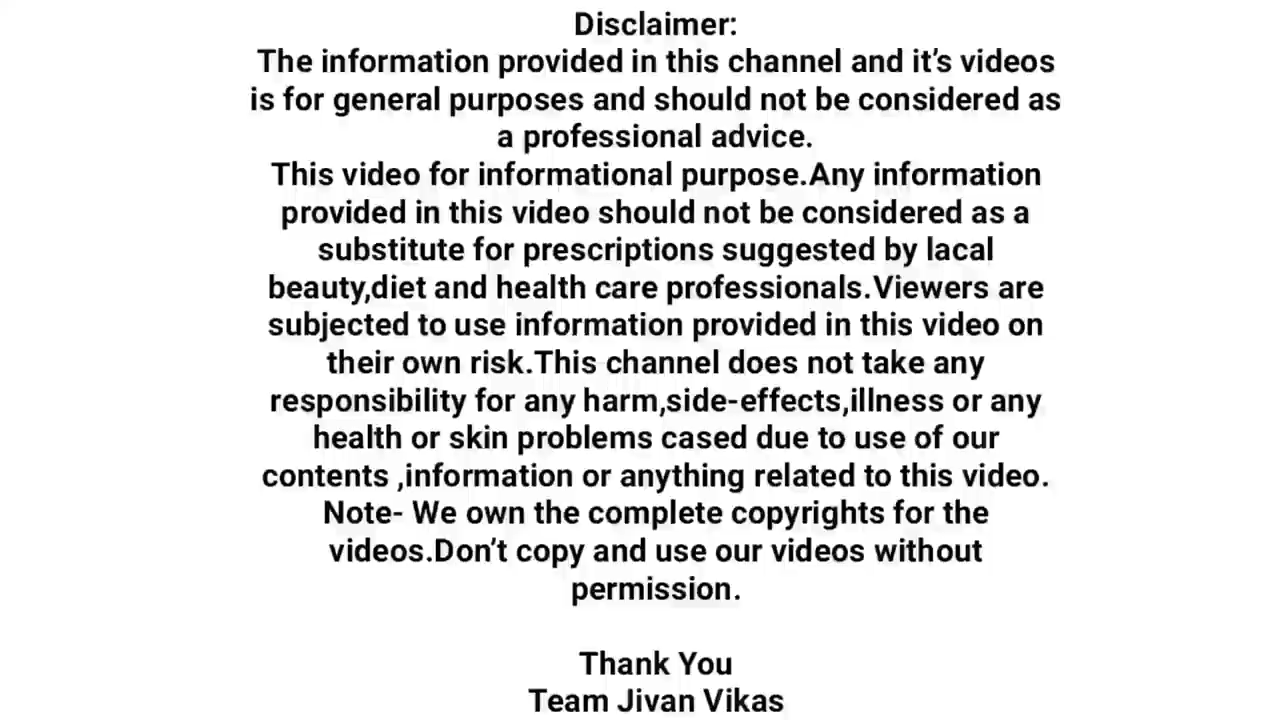 Disclaimer:
The information provided in this channel and it’s videos
is for general purposes and should not be considered as
a professional advice.
This video for informational purpose.Any information
provided in this video should not be considered as a
substitute for prescriptions suggested by lacal
beauty,diet and health care professionals.Viewers are
subjected to use information provided in this video on
their own risk.This channel does not take any
responsibility for any harm,side-effects,illness or any
health or skin problems cased due to use of our
contents ,information or anything related to this video.
Note- We own the complete copyrights for the
videos.Don’t copy and use our videos without
permission.
Thank You
Team Jivan Vikas